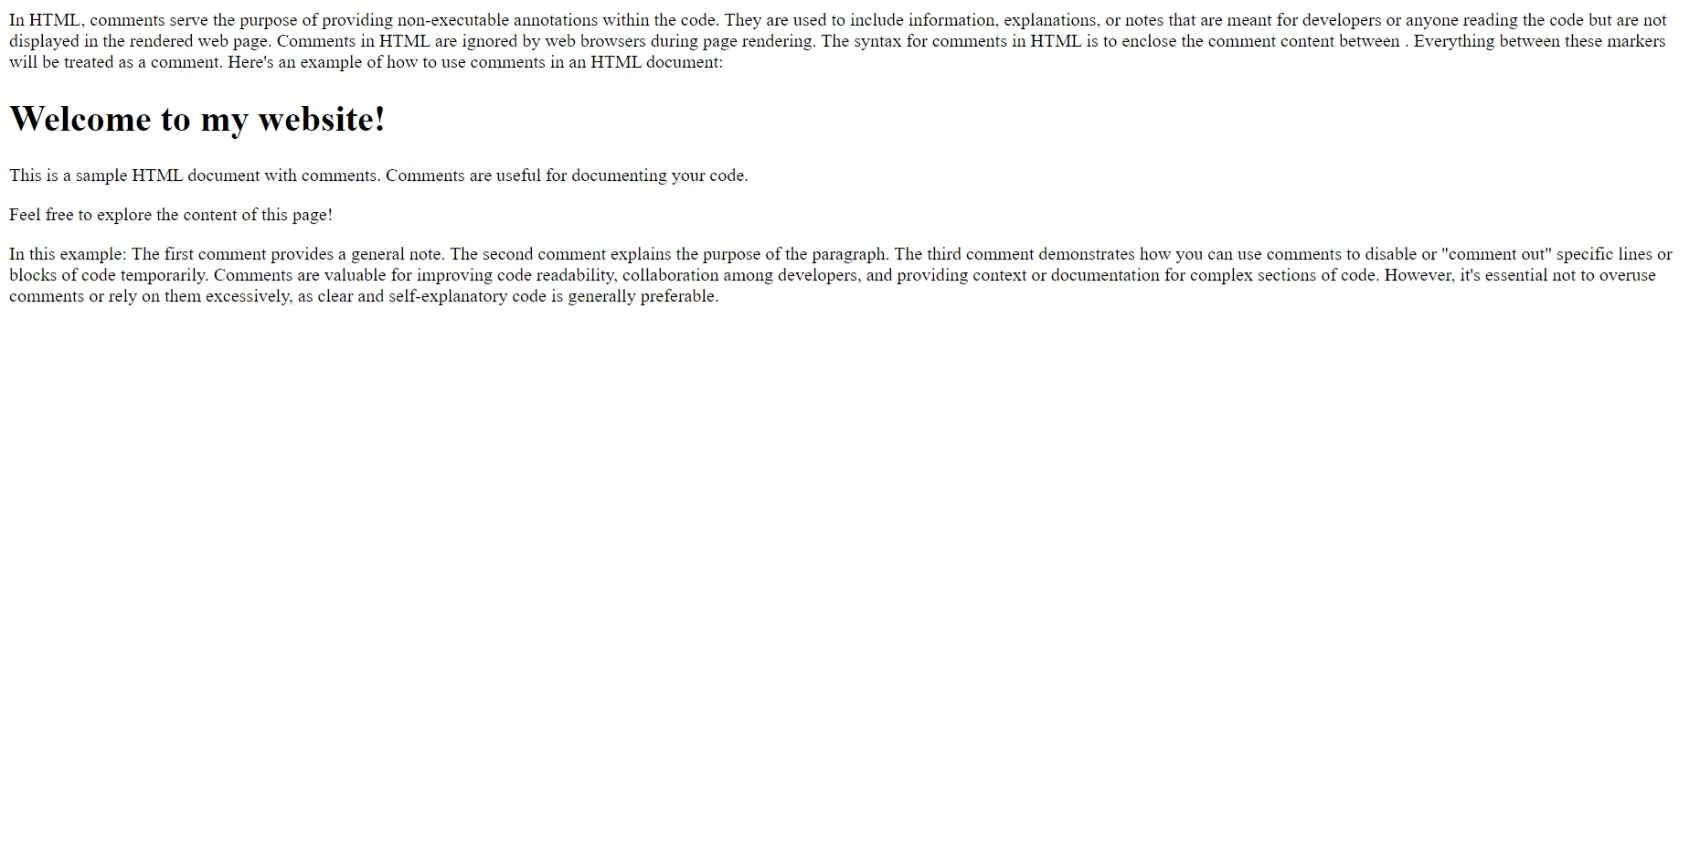 In HTML, comments serve the purpose of providing non-executable annotations within the code. They are used to include information, explanations, or notes that are meant for developers or anyone reading the code but are not
displayed in the rendered web page. Comments in HTML are ignored by web browsers during page rendering. The syntax for comments in HTML is to enclose the comment content between . Everything between these markers
will be treated as a comment. Here's an example of how to use comments in an HTML document:
Welcome to my website!
This is a sample HTML document with comments. Comments are useful for documenting your code.
Feel free to explore the content of this page!
In this example: The first comment provides a general note. The second comment explains the purpose of the paragraph. The third comment demonstrates how you can use comments to disable or "comment out" specific lines or
blocks of code temporarily. Comments are valuable for improving code readability, collaboration among developers, and providing context or documentation for complex sections of code. However, it's essential not to overuse
comments or rely on them excessively, as clear and self-explanatory code is generally preferable.